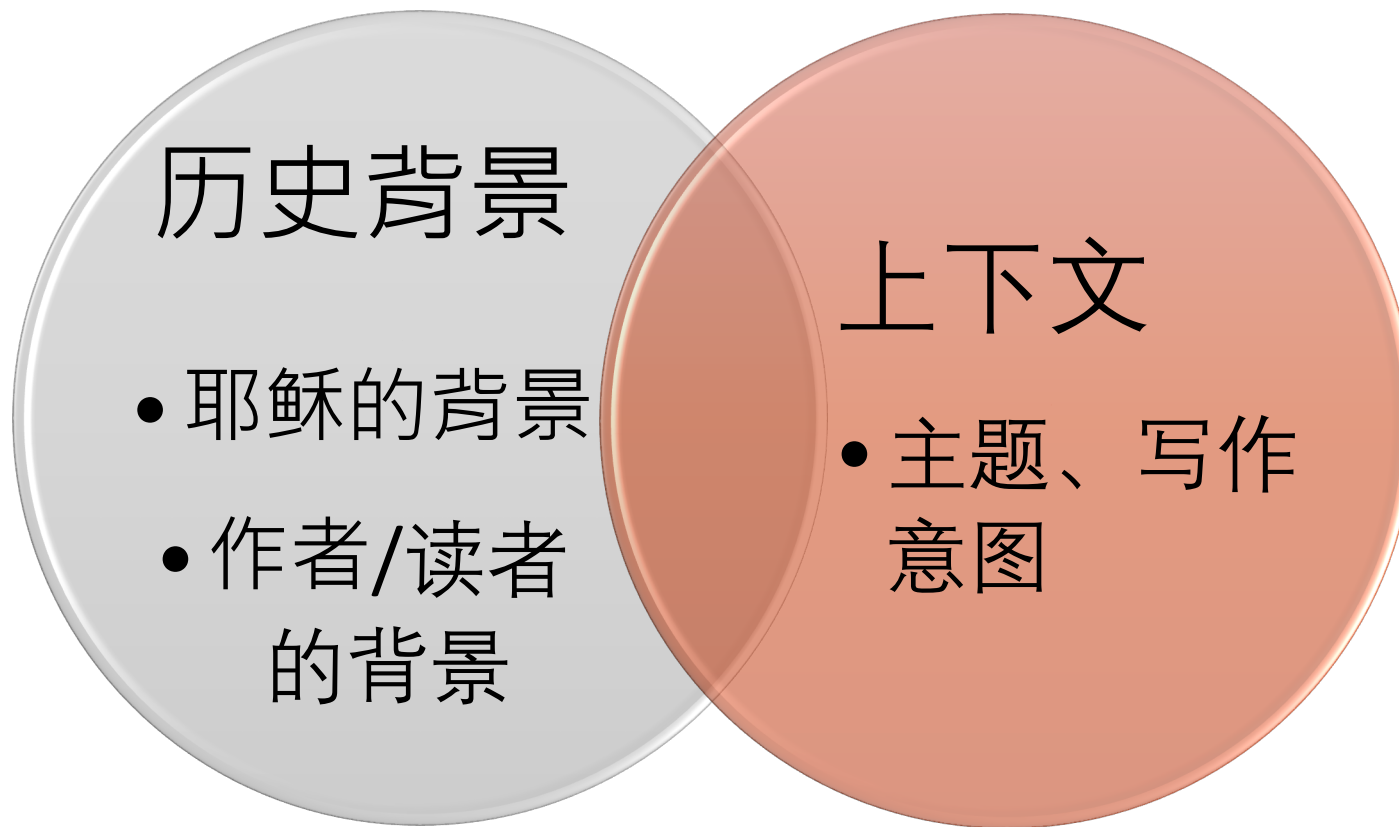 历史背景
• 耶稣的背景
• 作者/读者
的背景
上下文
• 主题、写作
意图